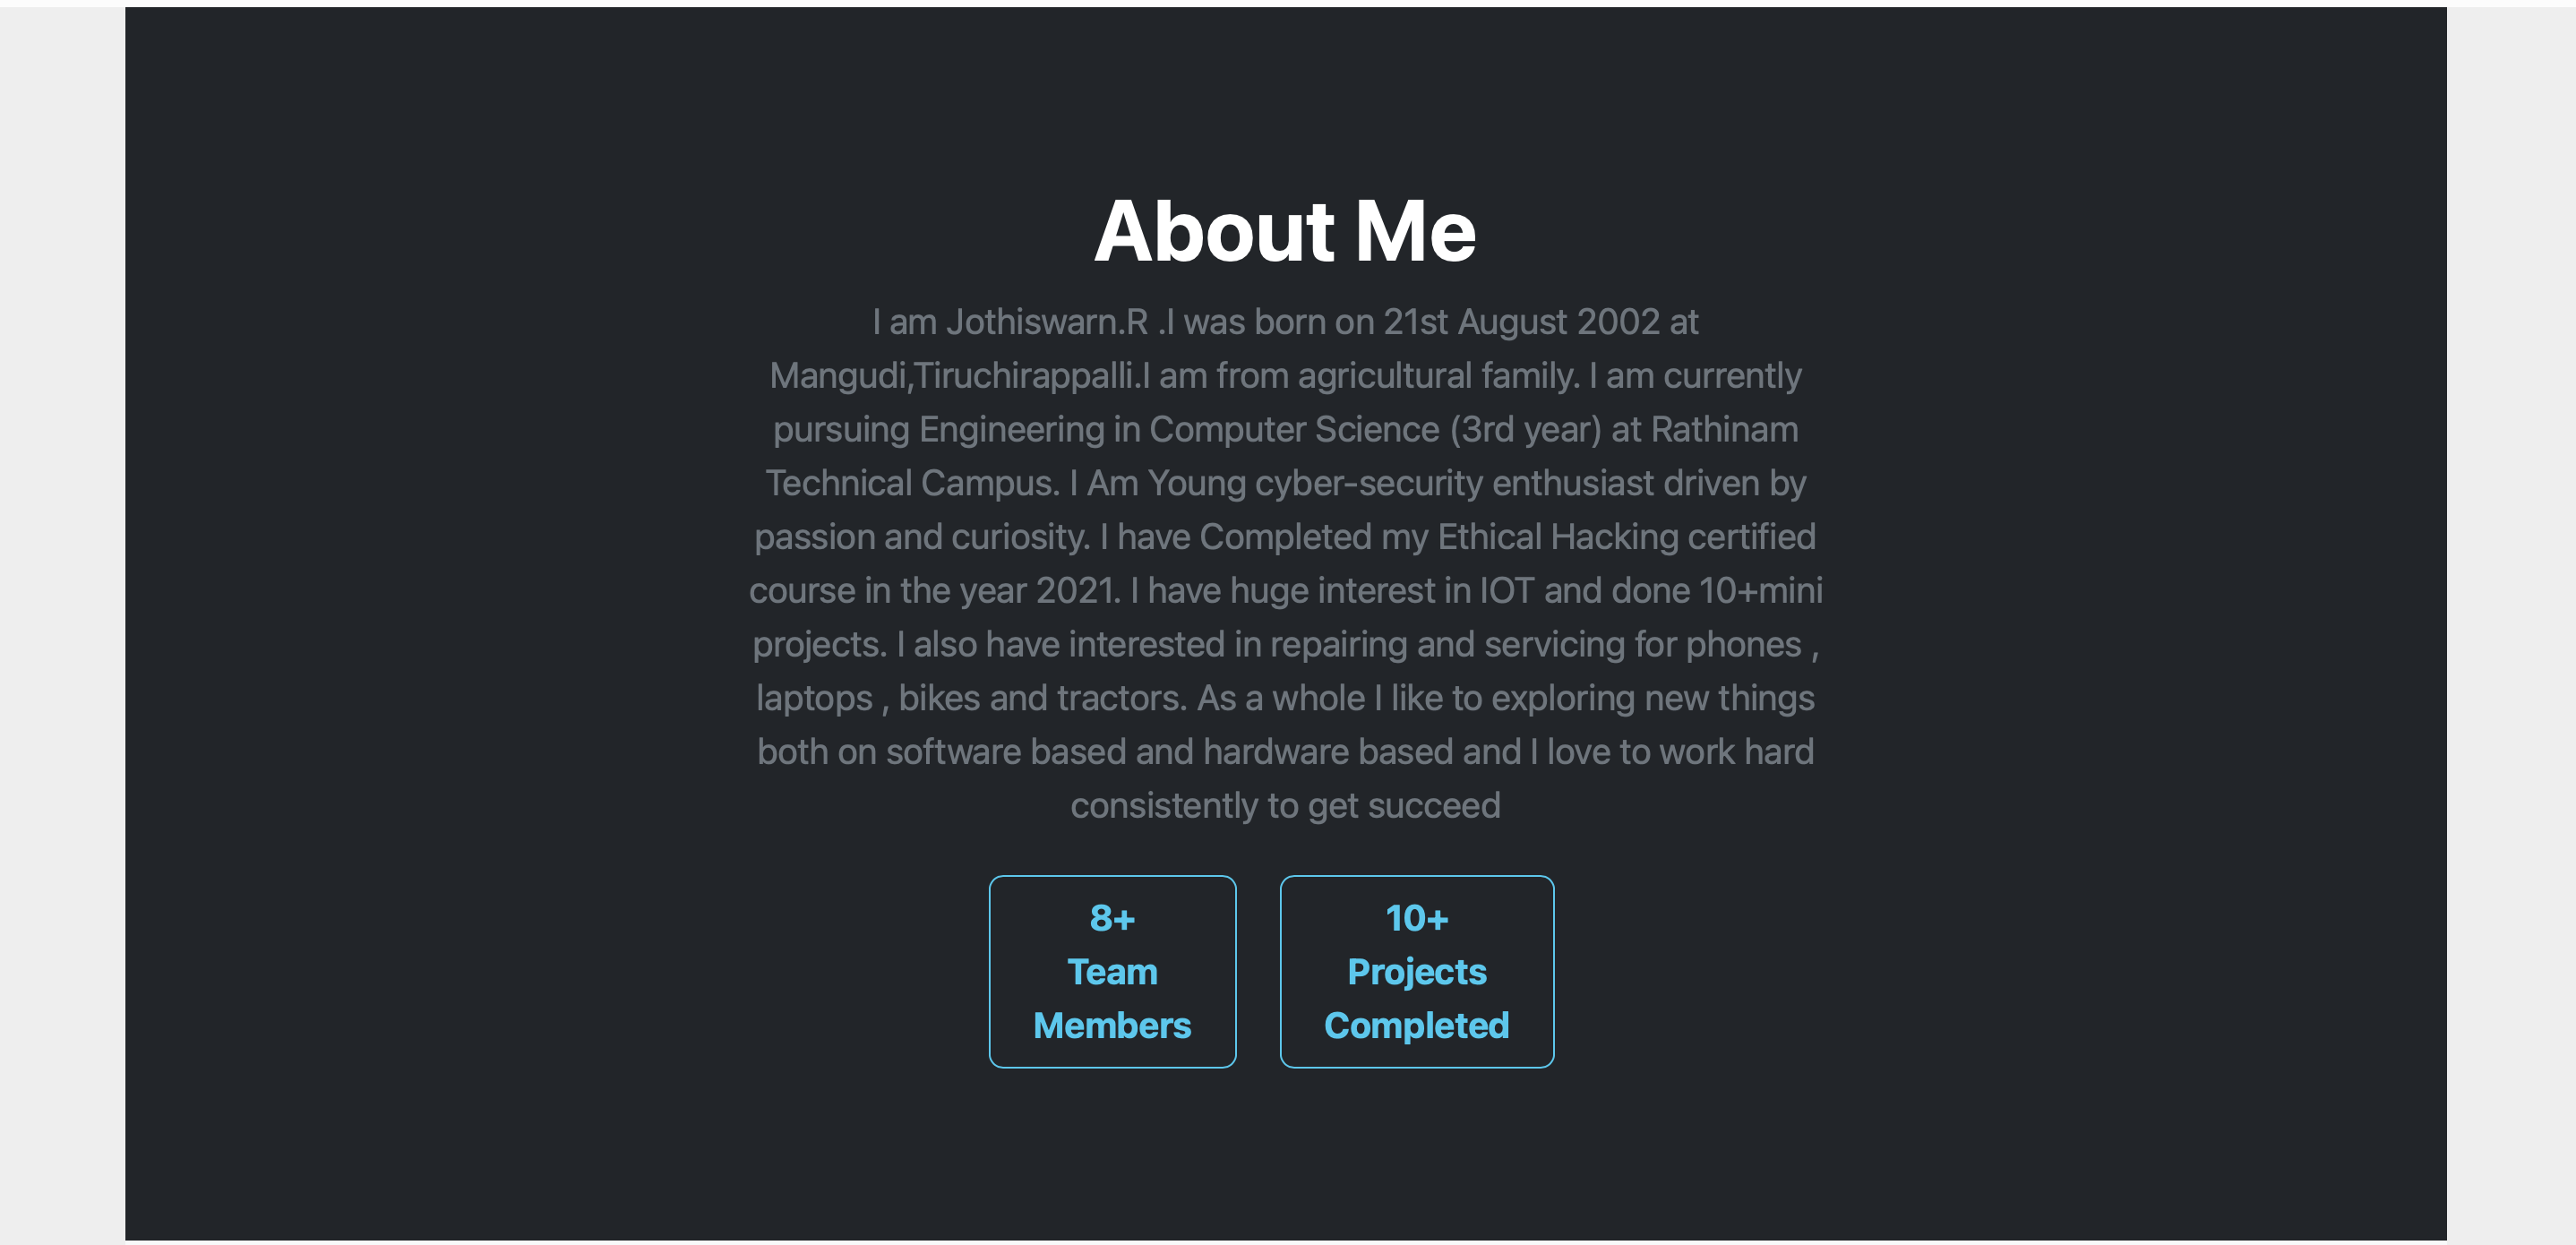 About Me
I am Jothiswarn.R .I was born on 21st August 2002 at
Mangudi,Tiruchirappalli.I am from agricultural family. I am currently
pursuing Engineering in Computer Science (3rd year) at Rathinam
Technical Campus. I Am Young cyber-security enthusiast driven by
passion and curiosity. I have Completed my Ethical Hacking certified
course in the year 2021. I have huge interest in IOT and done 10+mini
projects. I also have interested in repairing and servicing for phones ,
laptops , bikes and tractors. As a whole I like to exploring new things
both on software based and hardware based and I love to work hard
consistently to get succeed
8+
Team
Members
10+
Projects
Completed